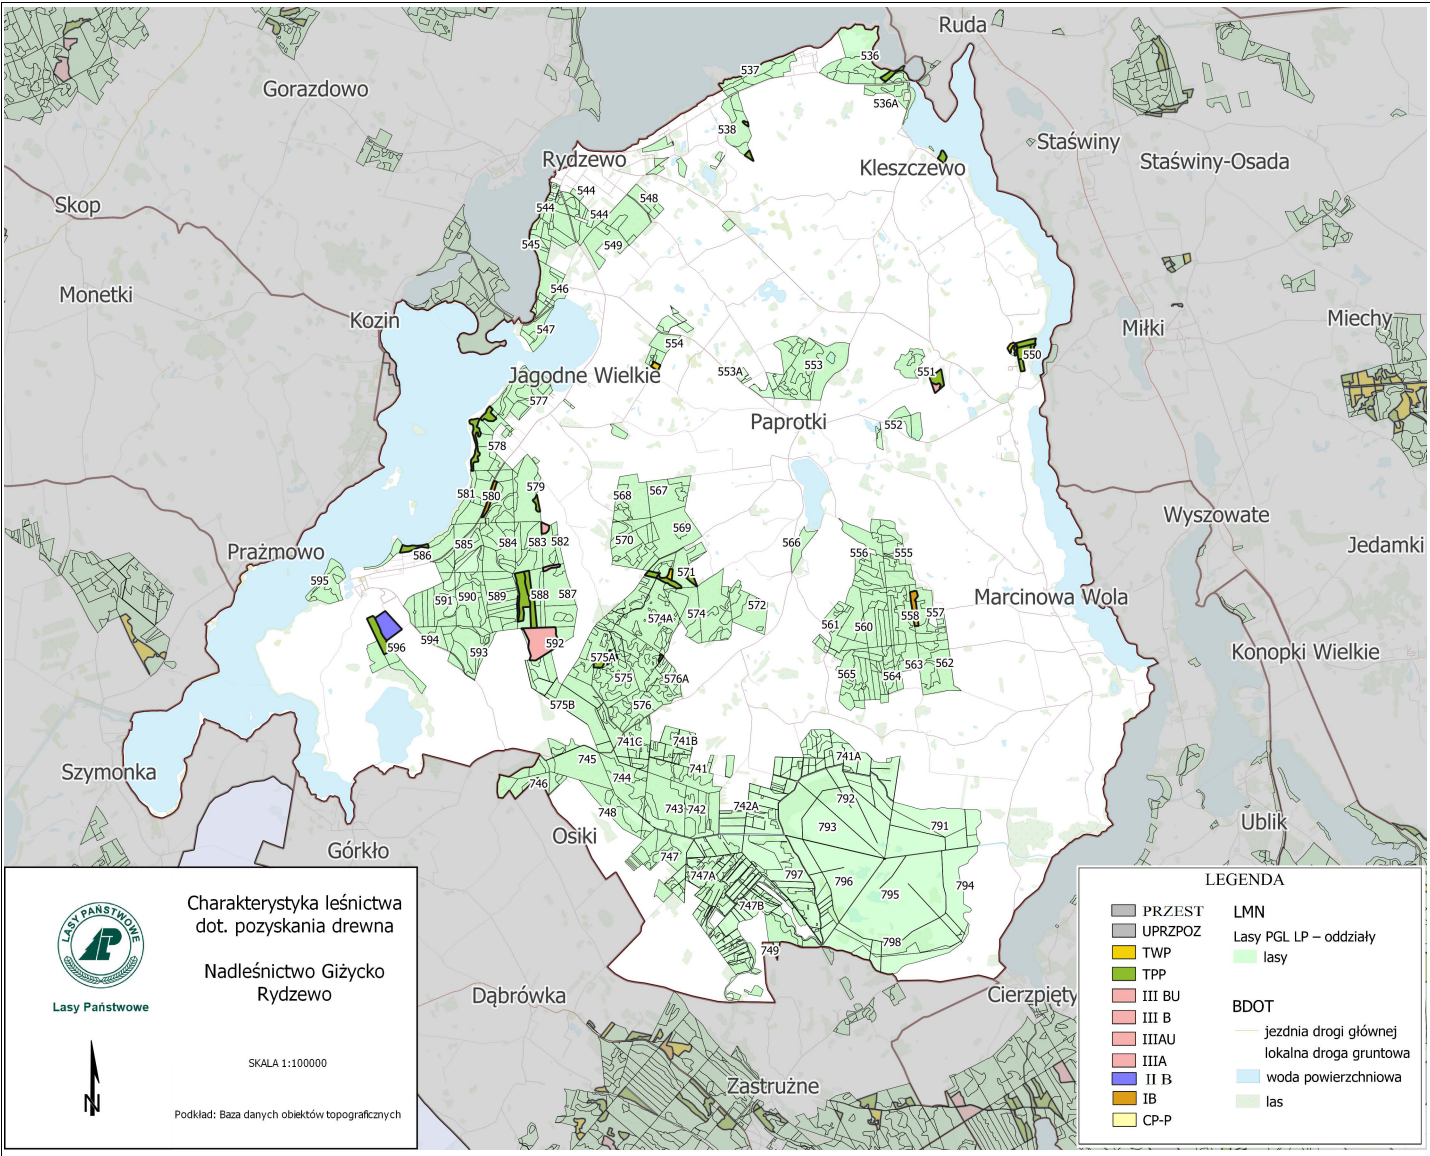 Ruda
Gorazdowo
536
537
536A
538
Staświny
Staświny-Osada
Rydzewo
Kleszczewo
544
548
544
544
Skop
545
549
546
Monetki
Kozin
547
Miłki
Miechy
554
550
553A
553
551
Jagodne Wielkie
577
Paprotki
552
578
579
568
567
581
580
Wyszowate
569
570
566
585
584
583
582
Prażmowo
586
556
555
Jedamki
595
571
591
590
589
588
587
Marcinowa Wola
572
574A
574
558
557
561
560
594
596
592
593
575A
Konopki Wielkie
563
562
575
576A
565
564
575B
576
741C
741B
745
741A
741
Szymonka
746
744
792
742A
748
743
742
793
791
Ublik
Osiki
Górkło
747
747A
797
796
794
795
747B
798
749
Dąbrówka
Cierzpięty
Zastrużne
LASY PAŃSTWOWE
Lasy Państwowe
Charakterystyka leśnictwa
dot. pozyskania drewna
Nadleśnictwo Giżycko
Rydzewo
SKALA 1:100000
N
Podkład: Baza danych obiektów topograficznych
LEGENDA
PRZEST
UPRZPOZ
TWP
TPP
III BU
III B
IIIAU
IIIA
II B
IB
CP-P
LMN
Lasy PGL LP – oddziały
lasy
BDOT
jezdnia drogi głównej
lokalna droga gruntowa
woda powierzchniowa
las